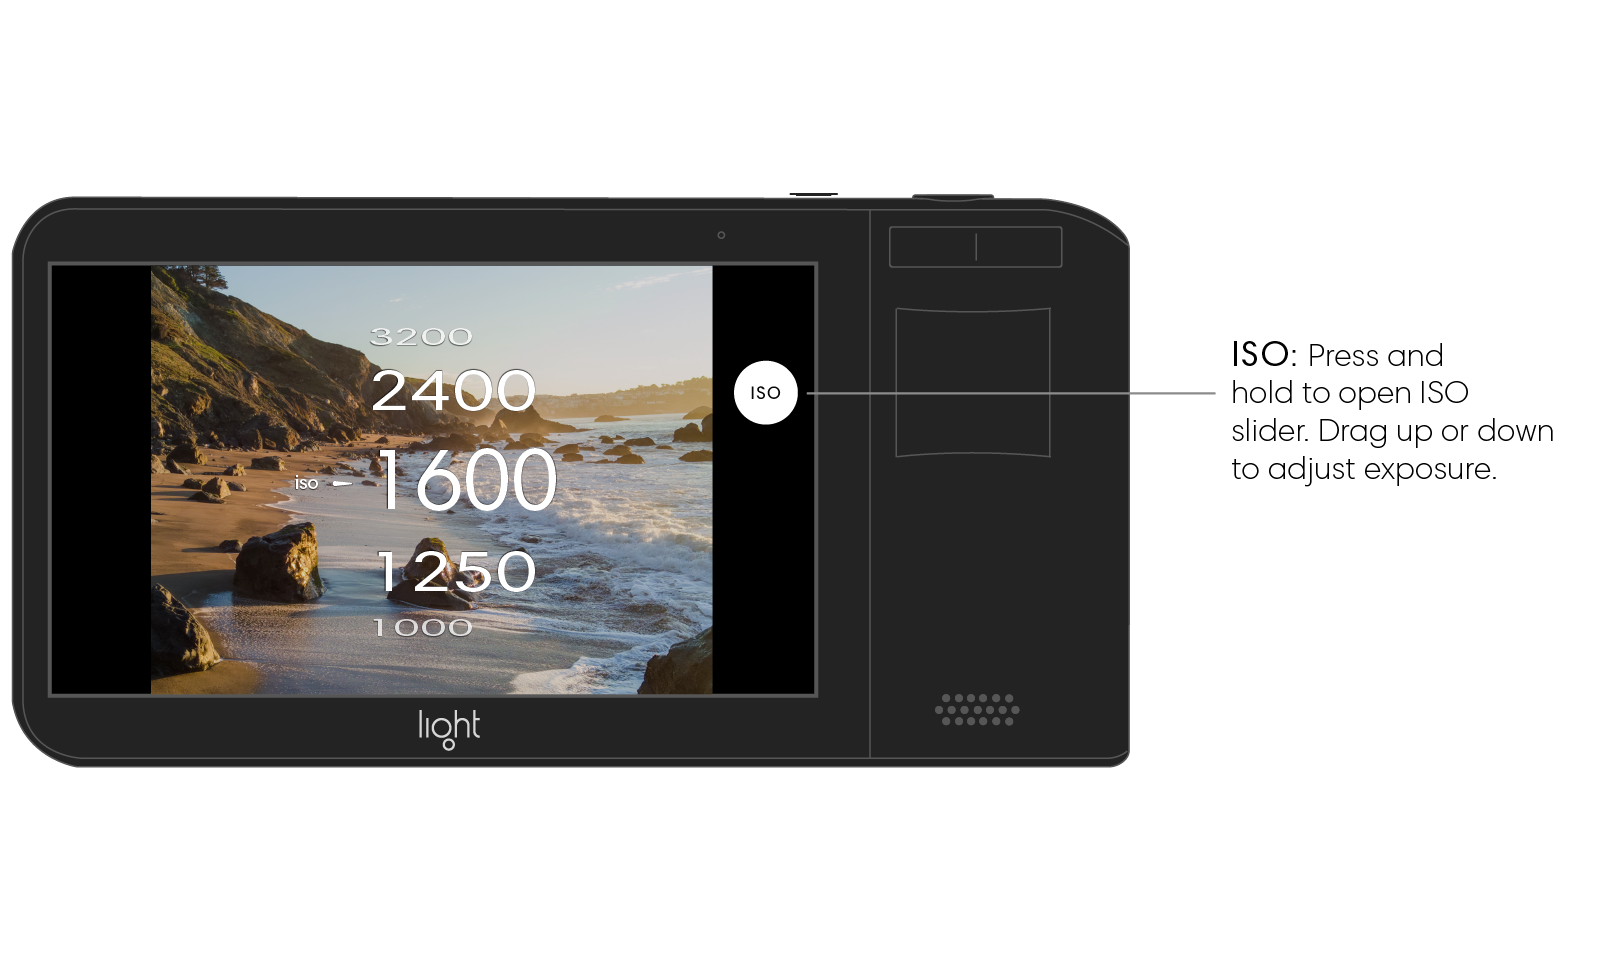 3200
2400
iso 1600
1250
1000
ISO
light
ISO: Press and
hold to open ISO
slider. Drag up or down
to adjust exposure.